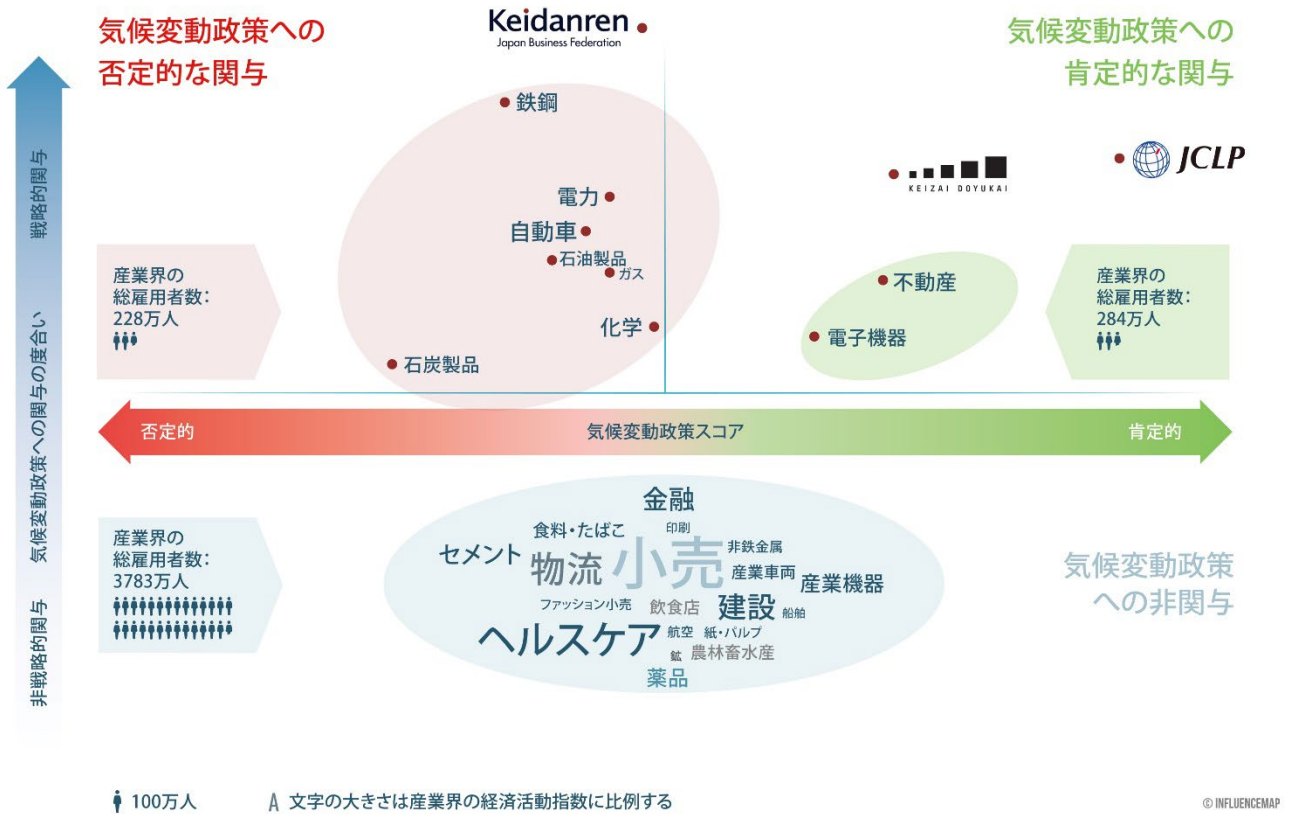 気候変動政策への
否定的な関与
Keidanren
Japan Business Federation
気候変動政策への
肯定的な関与
戦略的関与
気候変動政策への関与の度合い
非戦略的関与
鉄鋼
電力
自動車
石油製品
ガス
化学
石炭製品
KEIZAI DOYUKAI
JCLP
不動産
電子機器
産業界の
総雇用者数:
228万人
産業界の
総雇用者数:
284万人
否定的
気候変動政策スコア
肯定的
産業界の
総雇用者数:
3783万人
金融
食料・たばこ
印刷
セメント
物流
小売
非鉄金属
産業車両
産業機器
ファッション小売
飲食店
建設
船舶
ヘルスケア
航空
紙・パルプ
鉱
農林畜水産
薬品
気候変動政策
への非関与
100万人
A 文字の大きさは産業界の経済活動指数に比例する
© INFLUENCEMAP